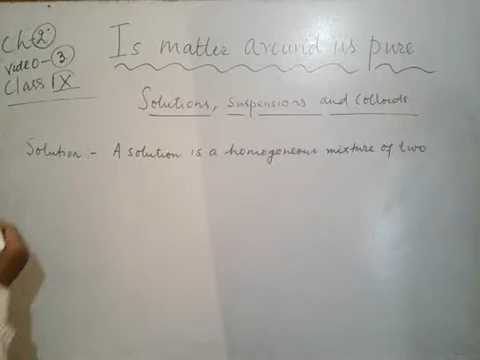 Ch-2
video-3
Class IX
Is matter around us pure
Solutions, suspensions and colloids.
Solution:- A solution is a homogeneous mixture of two